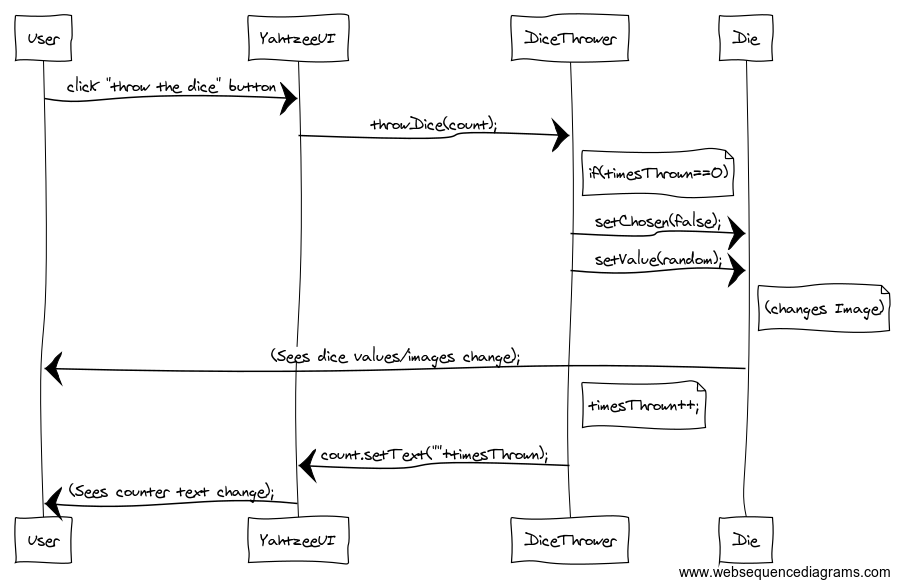 User YahtzeeUI DiceThrower Die
click "throw the dice" button
throwDice(count);
if(timesThrown==0)
setChosen(false);
setValue(random);
(changes Image)
(Sees dice values/images change);
timesThrown++;
count.setText(""+timesThrown);
(Sees counter text change);
User YahtzeeUI DiceThrower Die
www.websequencediagrams.com